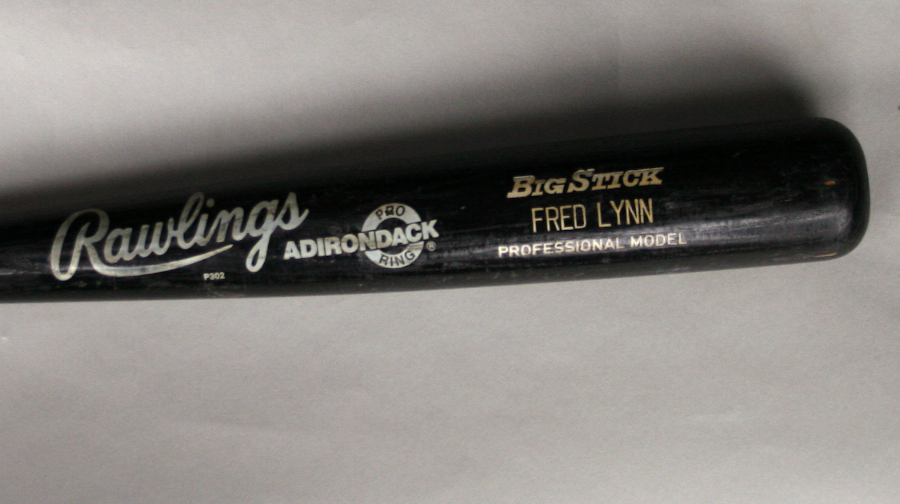 Rawlings
P302
ADIRONDACK
PRO
RING ®
BIG STICK
FRED LYNN
PROFESSIONAL MODEL